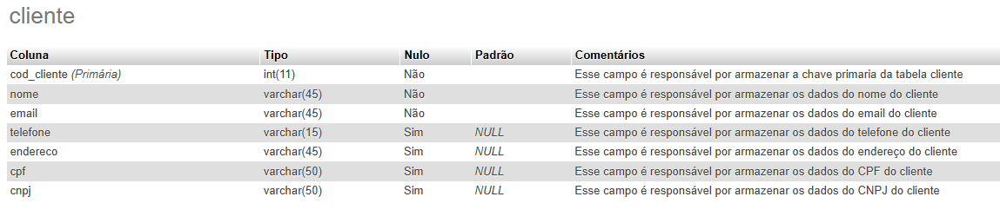 cliente
Coluna Tipo Nulo Padrão Comentários
cod_cliente (Primária) int(11) Não Esse campo é responsável por armazenar a chave primaria da tabela cliente
nome varchar(45) Não Esse campo é responsável por armazenar os dados do nome do cliente
email varchar(45) Não Esse campo é responsável por armazenar os dados do email do cliente
telefone varchar(15) Sim NULL Esse campo é responsável por armazenar os dados do telefone do cliente
endereco varchar(45) Sim NULL Esse campo é responsável por armazenar os dados do endereço do cliente
cpf varchar(50) Sim NULL Esse campo é responsável por armazenar os dados do CPF do cliente
cnpj varchar(50) Sim NULL Esse campo é responsável por armazenar os dados do CNPJ do cliente